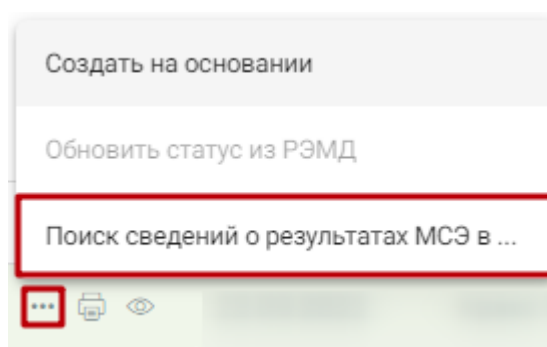 Создать на основании
Обновить статус из РЭМД
Поиск сведений о результатах МСЭ в ...